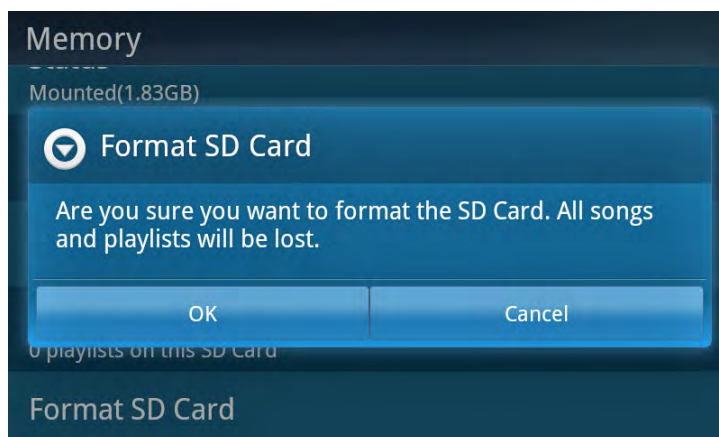 Memory
Status
Mounted(1.83GB)
Format SD Card
Are you sure you want to format the SD Card. All songs
and playlists will be lost.
OK
Cancel
0 playlists on this SD Card
Format SD Card